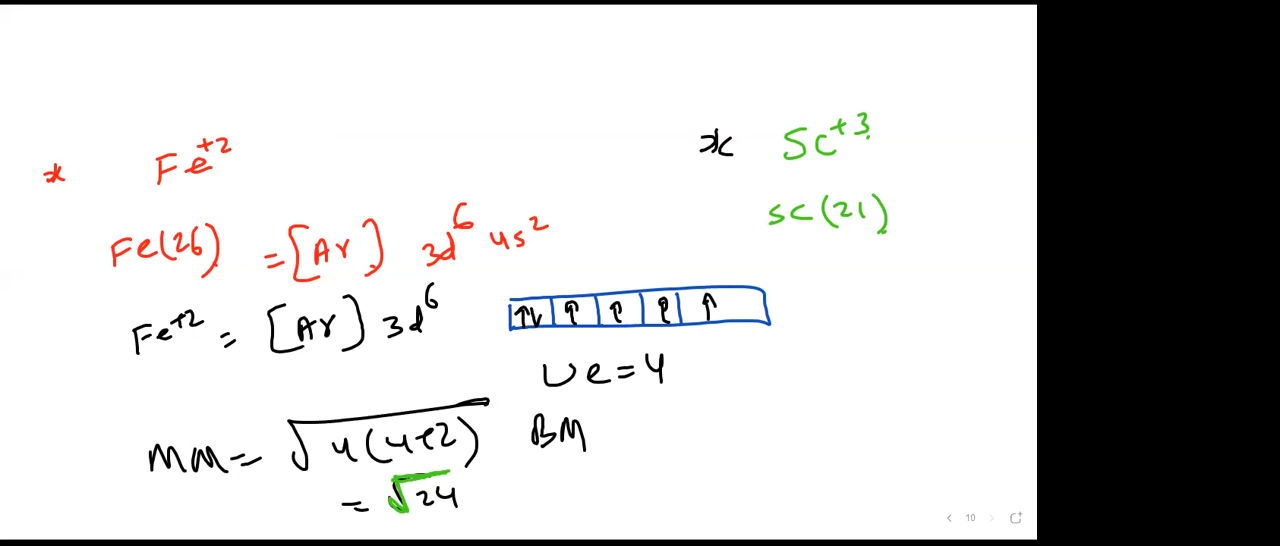 * Fe⁺²
Fe(26) = [Ar] 3d⁶ 4s²
Fe⁺² = [Ar] 3d⁶
↑↓ ↑ ↑ ↑ ↑
Ue = 4
MM = √4(4+2) BM
= √24
* Sc⁺³
Sc(21)
10